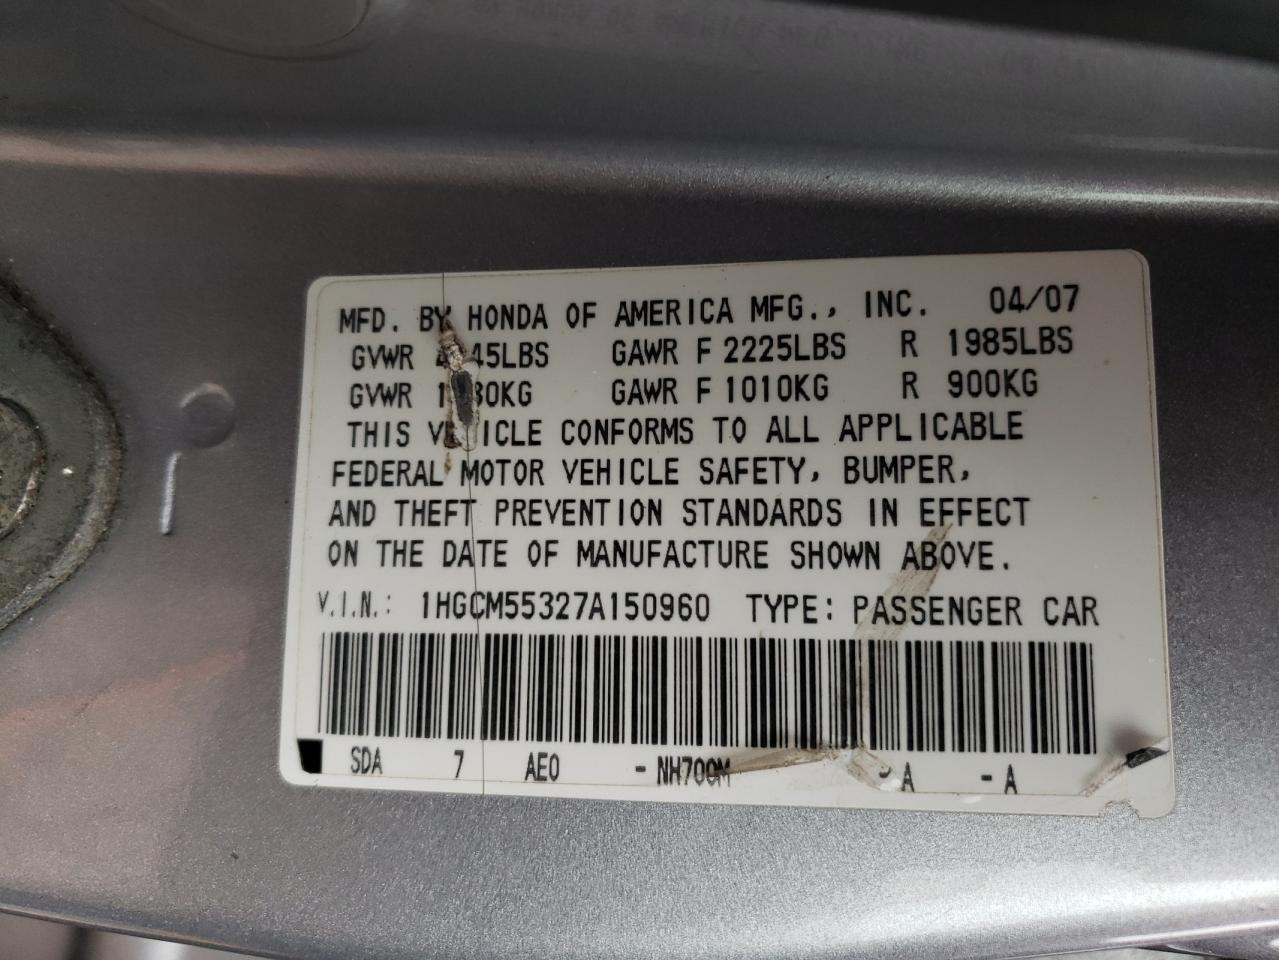 MFD. BY HONDA OF AMERICA MFG., INC. 04/07
GVWR 45LBS GAWR F 2225LBS R 1985LBS
GVWR 80KG GAWR F 1010KG R 900KG
THIS VEHICLE CONFORMS TO ALL APPLICABLE
FEDERAL MOTOR VEHICLE SAFETY, BUMPER,
AND THEFT PREVENTION STANDARDS IN EFFECT
ON THE DATE OF MANUFACTURE SHOWN ABOVE.
V.I.N.: 1HGCM55327A150960 TYPE: PASSENGER CAR
SDA 7 AE0 - NH700M A - A